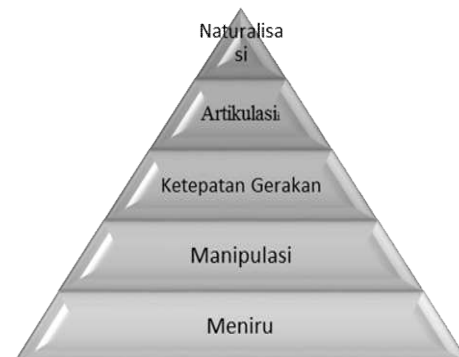 Naturalisa
si
Artikulasi
Ketepatan Gerakan
Manipulasi
Meniru